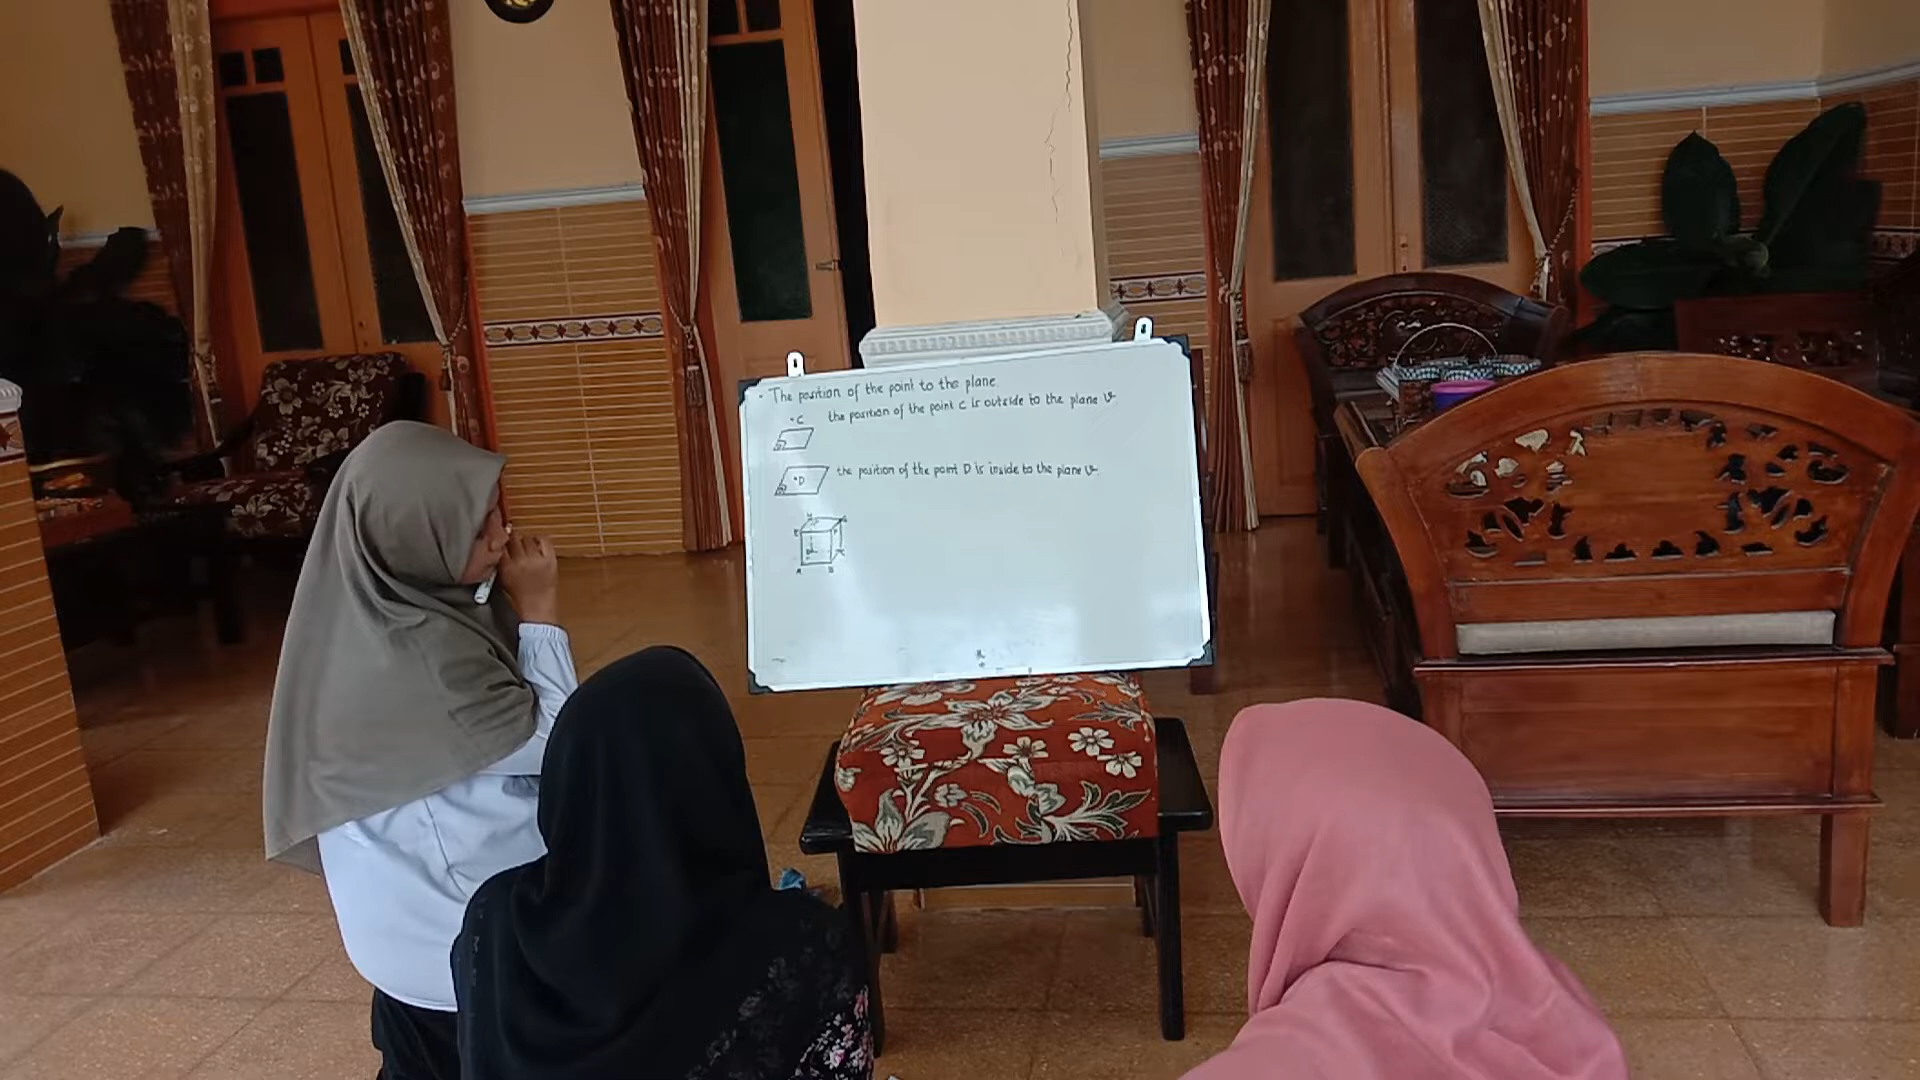 • The position of the point to the plane
• C the position of the point C is outside to the plane V
• D the position of the point D is inside to the plane V
H
E F
A B